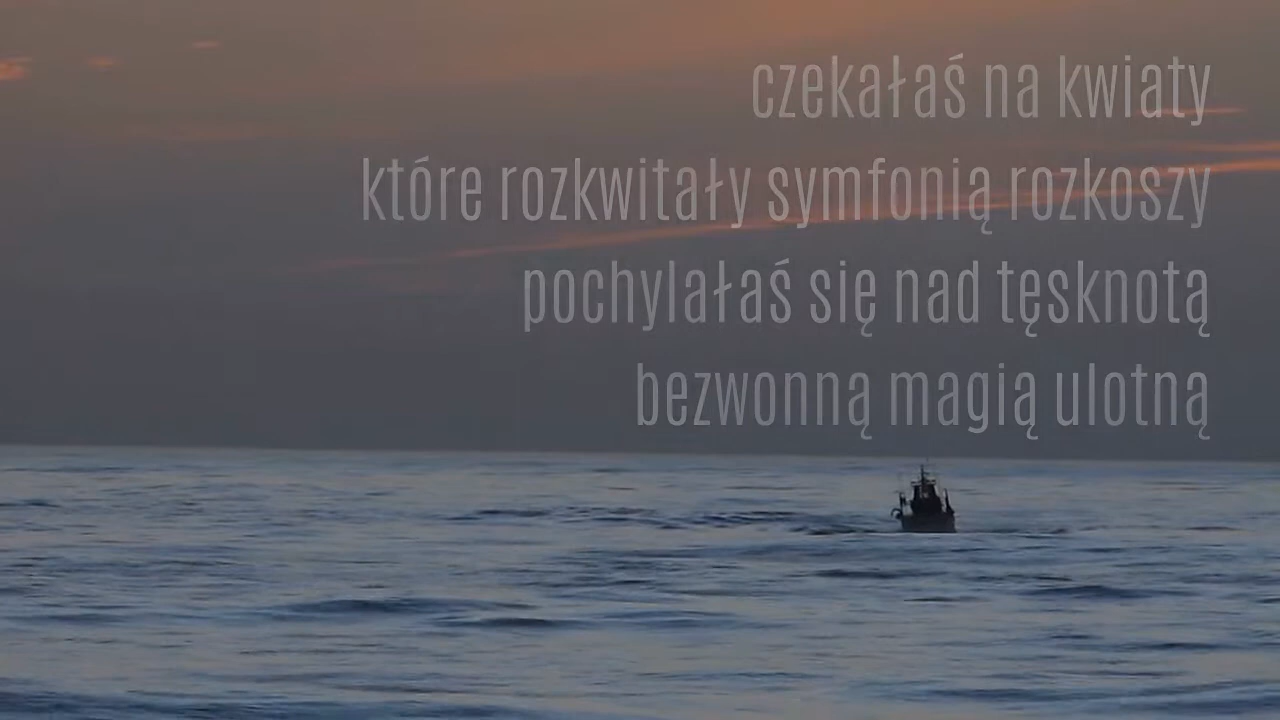 czekałaś na kwiaty
które rozkwitały symfonią rozkoszy
pochylałaś się nad tęsknotą
bezwonną magią ulotną